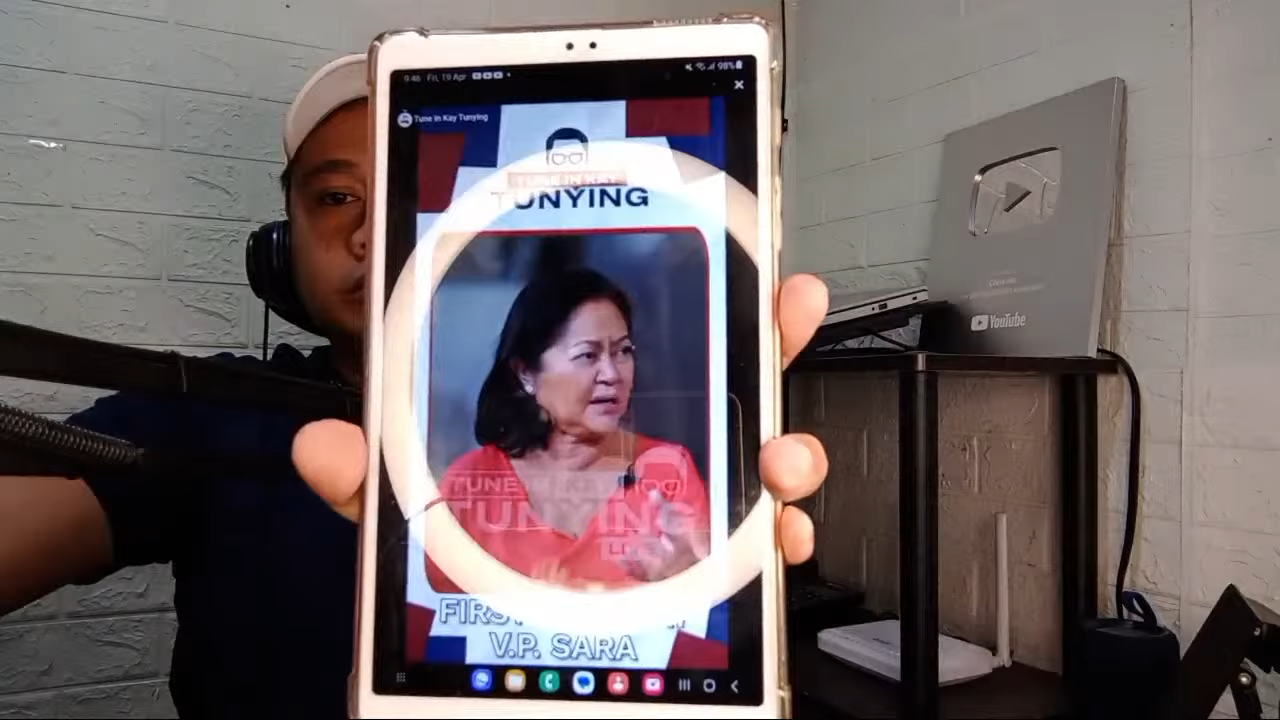 9:46 Fri, 19 Apr
98%
Tune In Kay Tunying
TUNE IN KAY
TUNYING
TUNE IN KAY
TUNYING
LIVE
V.P. SARA
YouTube